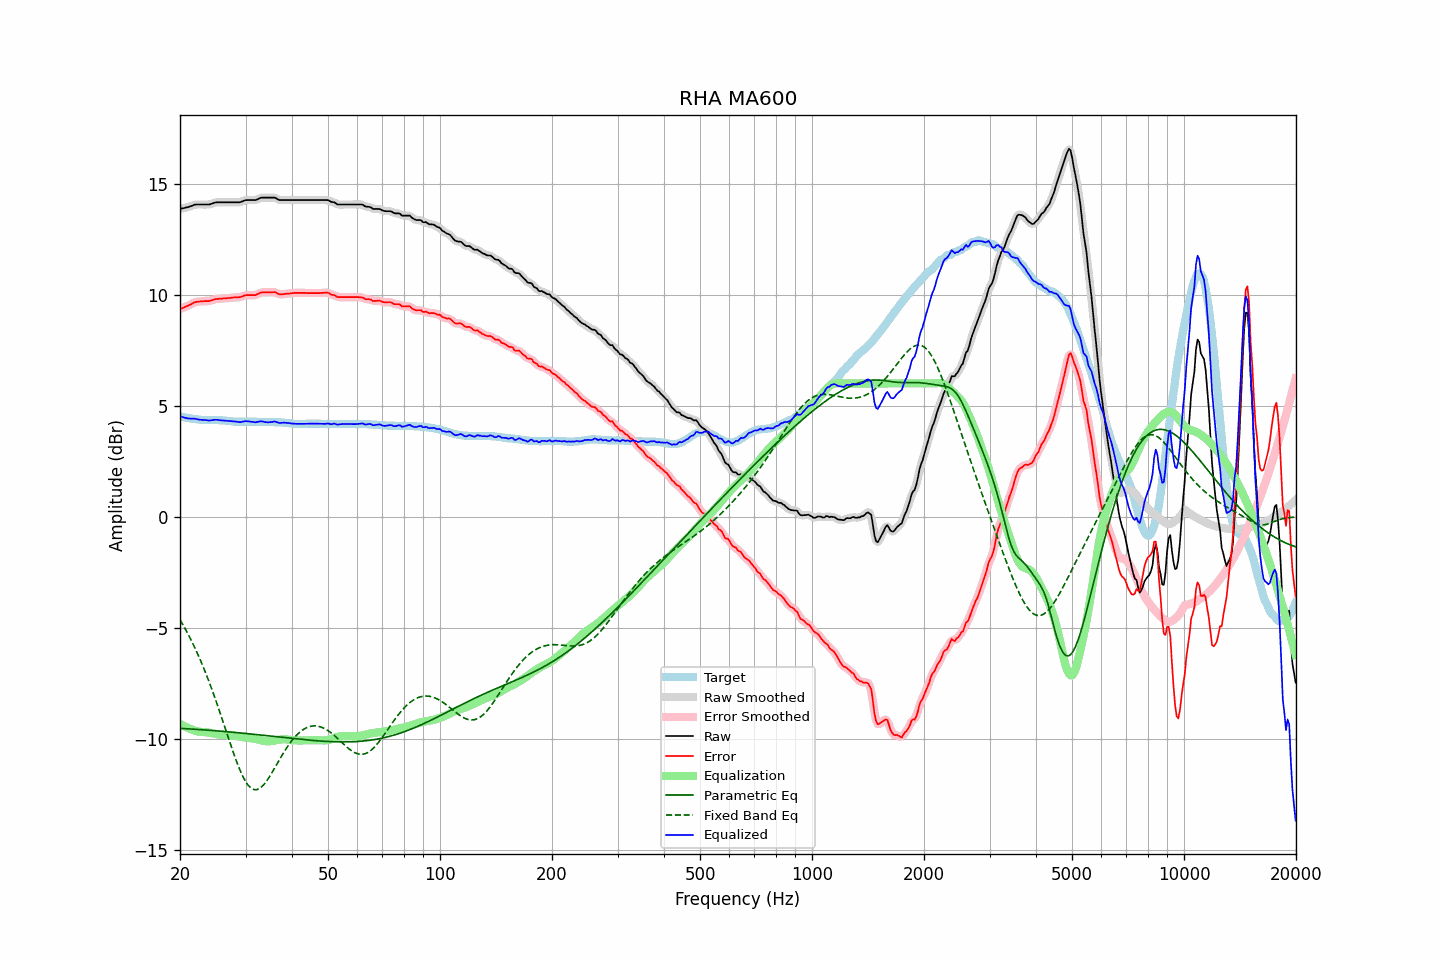 RHA MA600
Amplitude (dBr)
15
10
5
0
−5
−10
−15
Target
Raw Smoothed
Error Smoothed
Raw
Error
Equalization
Parametric Eq
Fixed Band Eq
Equalized
20 50 100 200 500 1000 2000 5000 10000 20000
Frequency (Hz)